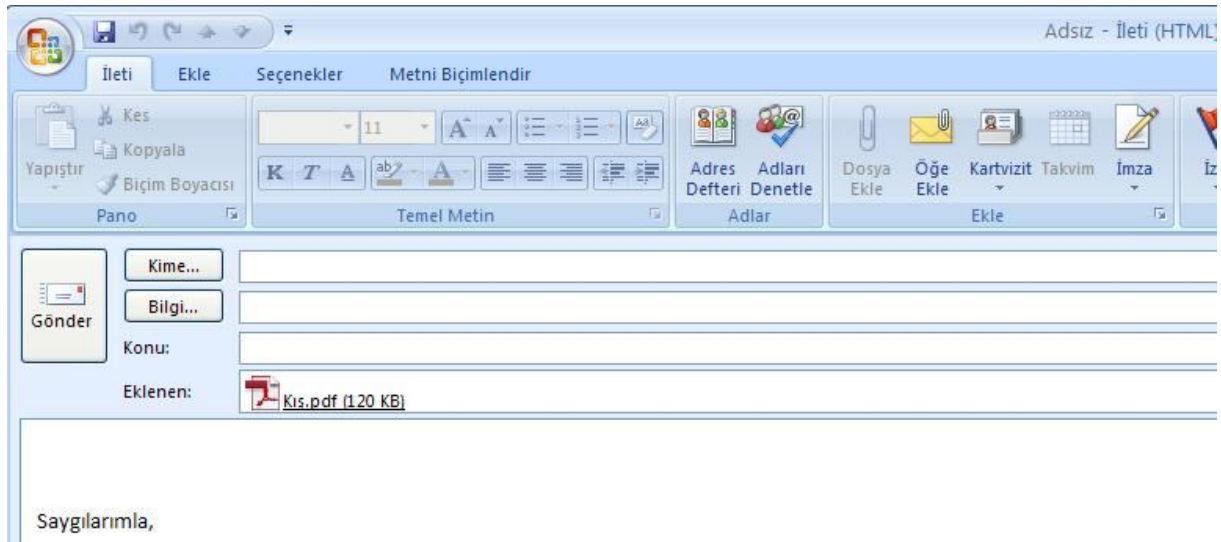 Adsız - İleti (HTML)
İleti Ekle Seçenekler Metni Biçimlendir
Yapıştır
Kes
Kopyala
Biçim Boyacısı
Pano
11
K T A
Temel Metin
Adres Defteri
Adları Denetle
Adlar
Dosya Ekle
Öğe Ekle
Kartvizit
Takvim
İmza
Ekle
Gönder
Kime...
Bilgi...
Konu:
Eklenen:
Kıs.pdf (120 KB)
Saygılarımla,